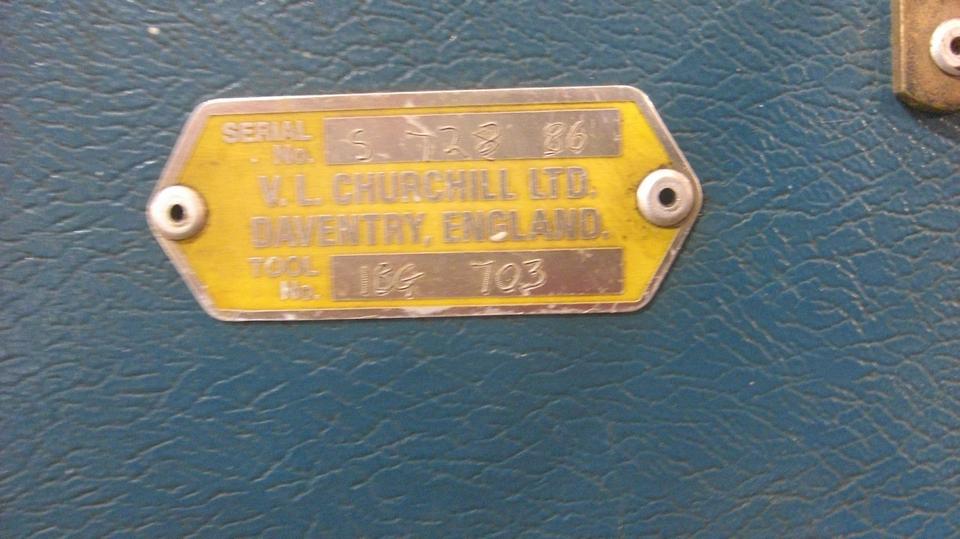 SERIAL No. S 728 86
V. L. CHURCHILL LTD.
DAVENTRY, ENGLAND.
TOOL No. 18G 703